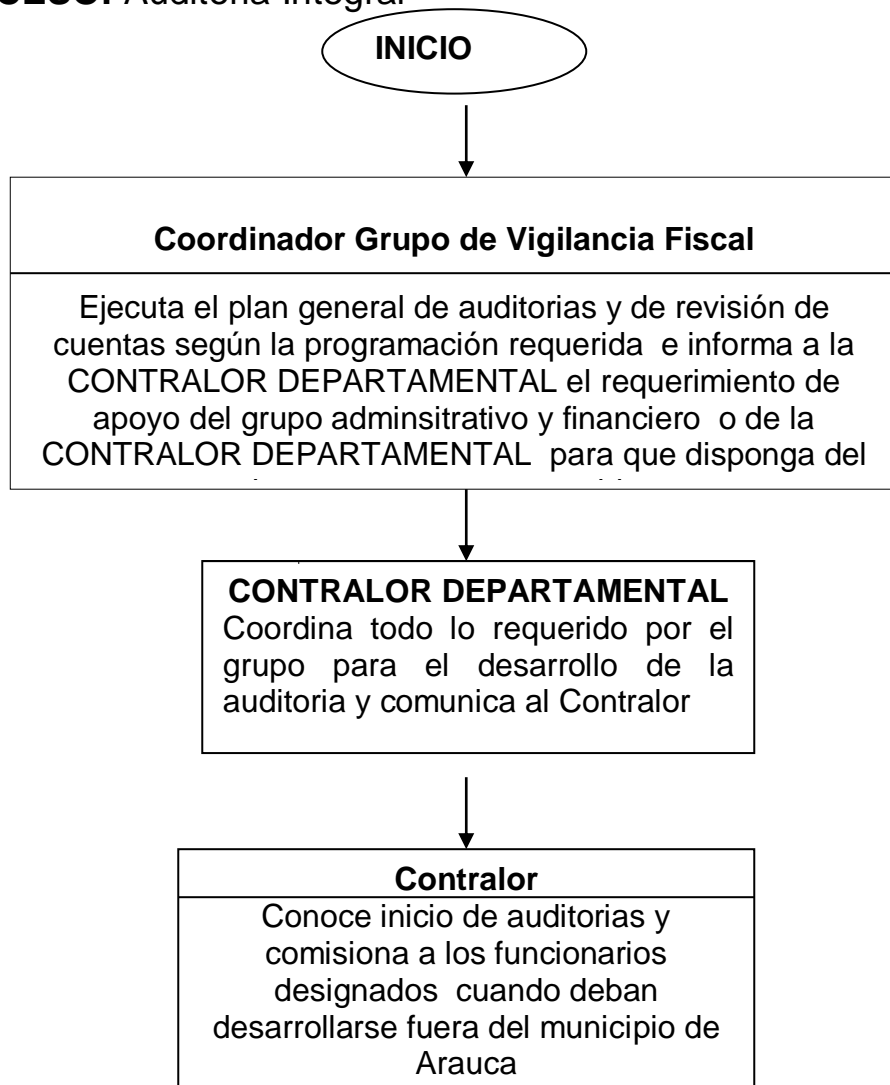 Auditoria Integral
INICIO
Coordinador Grupo de Vigilancia Fiscal
Ejecuta el plan general de auditorias y de revisión de
cuentas según la programación requerida e informa a la
CONTRALOR DEPARTAMENTAL el requerimiento de
apoyo del grupo adminsitrativo y financiero o de la
CONTRALOR DEPARTAMENTAL para que disponga del
CONTRALOR DEPARTAMENTAL
Coordina todo lo requerido por el
grupo para el desarrollo de la
auditoria y comunica al Contralor
Contralor
Conoce inicio de auditorias y
comisiona a los funcionarios
designados cuando deban
desarrollarse fuera del municipio de
Arauca